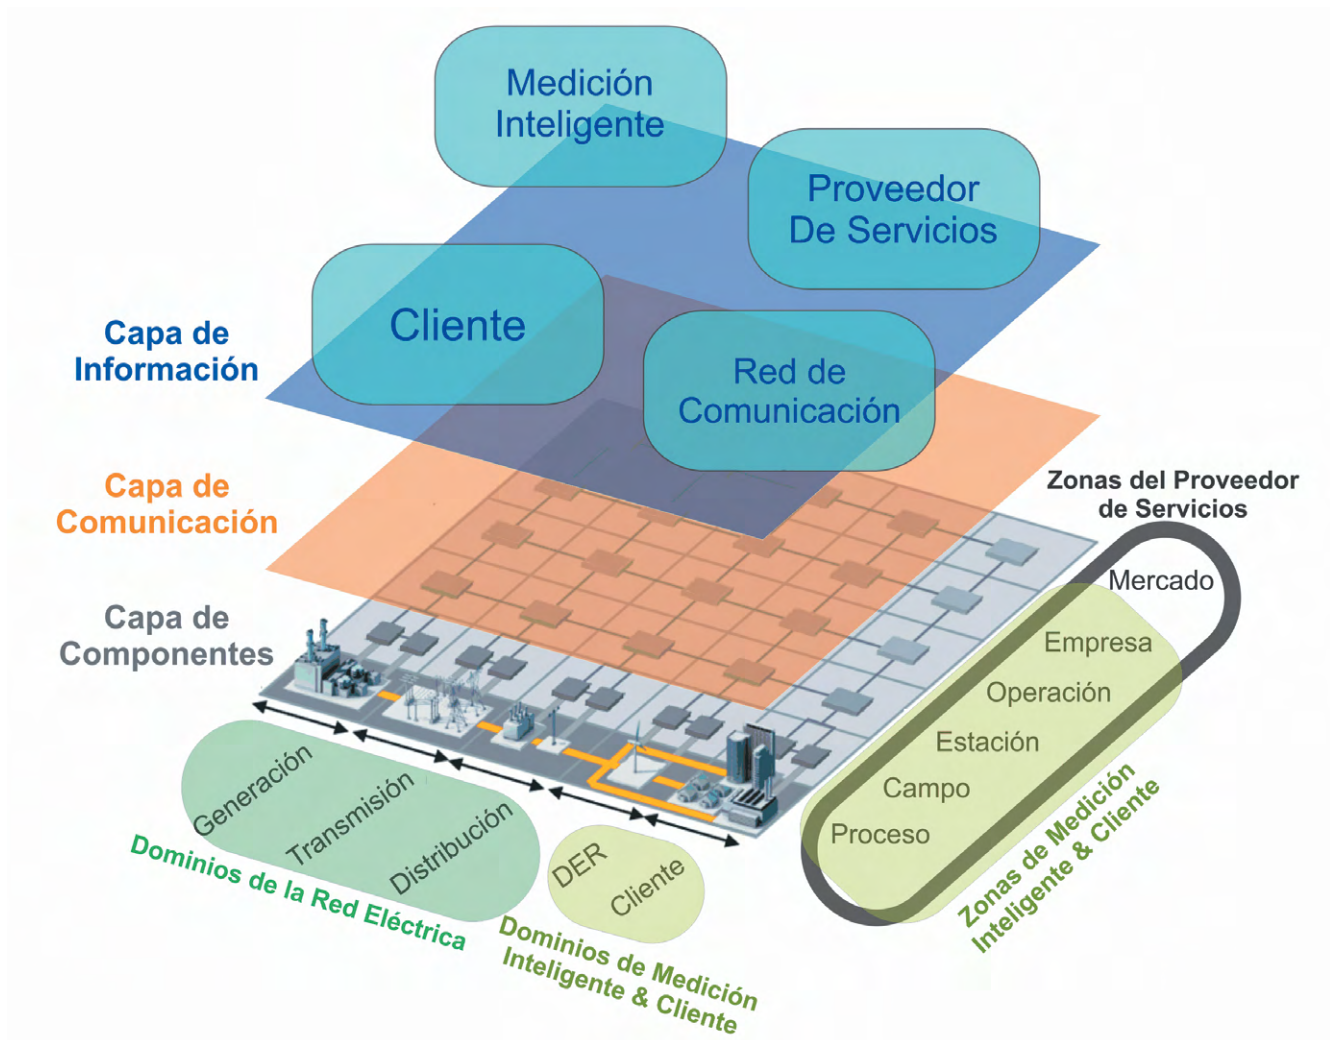 Medición
Inteligente
Proveedor
De Servicios
Cliente
Red de
Comunicación
Capa de
Información
Capa de
Comunicación
Capa de
Componentes
Zonas del Proveedor
de Servicios
Mercado
Empresa
Operación
Estación
Campo
Proceso
Zonas de Medición
Inteligente & Cliente
Generación
Transmisión
Distribución
Dominios de la Red Eléctrica
DER
Cliente
Dominios de Medición
Inteligente & Cliente